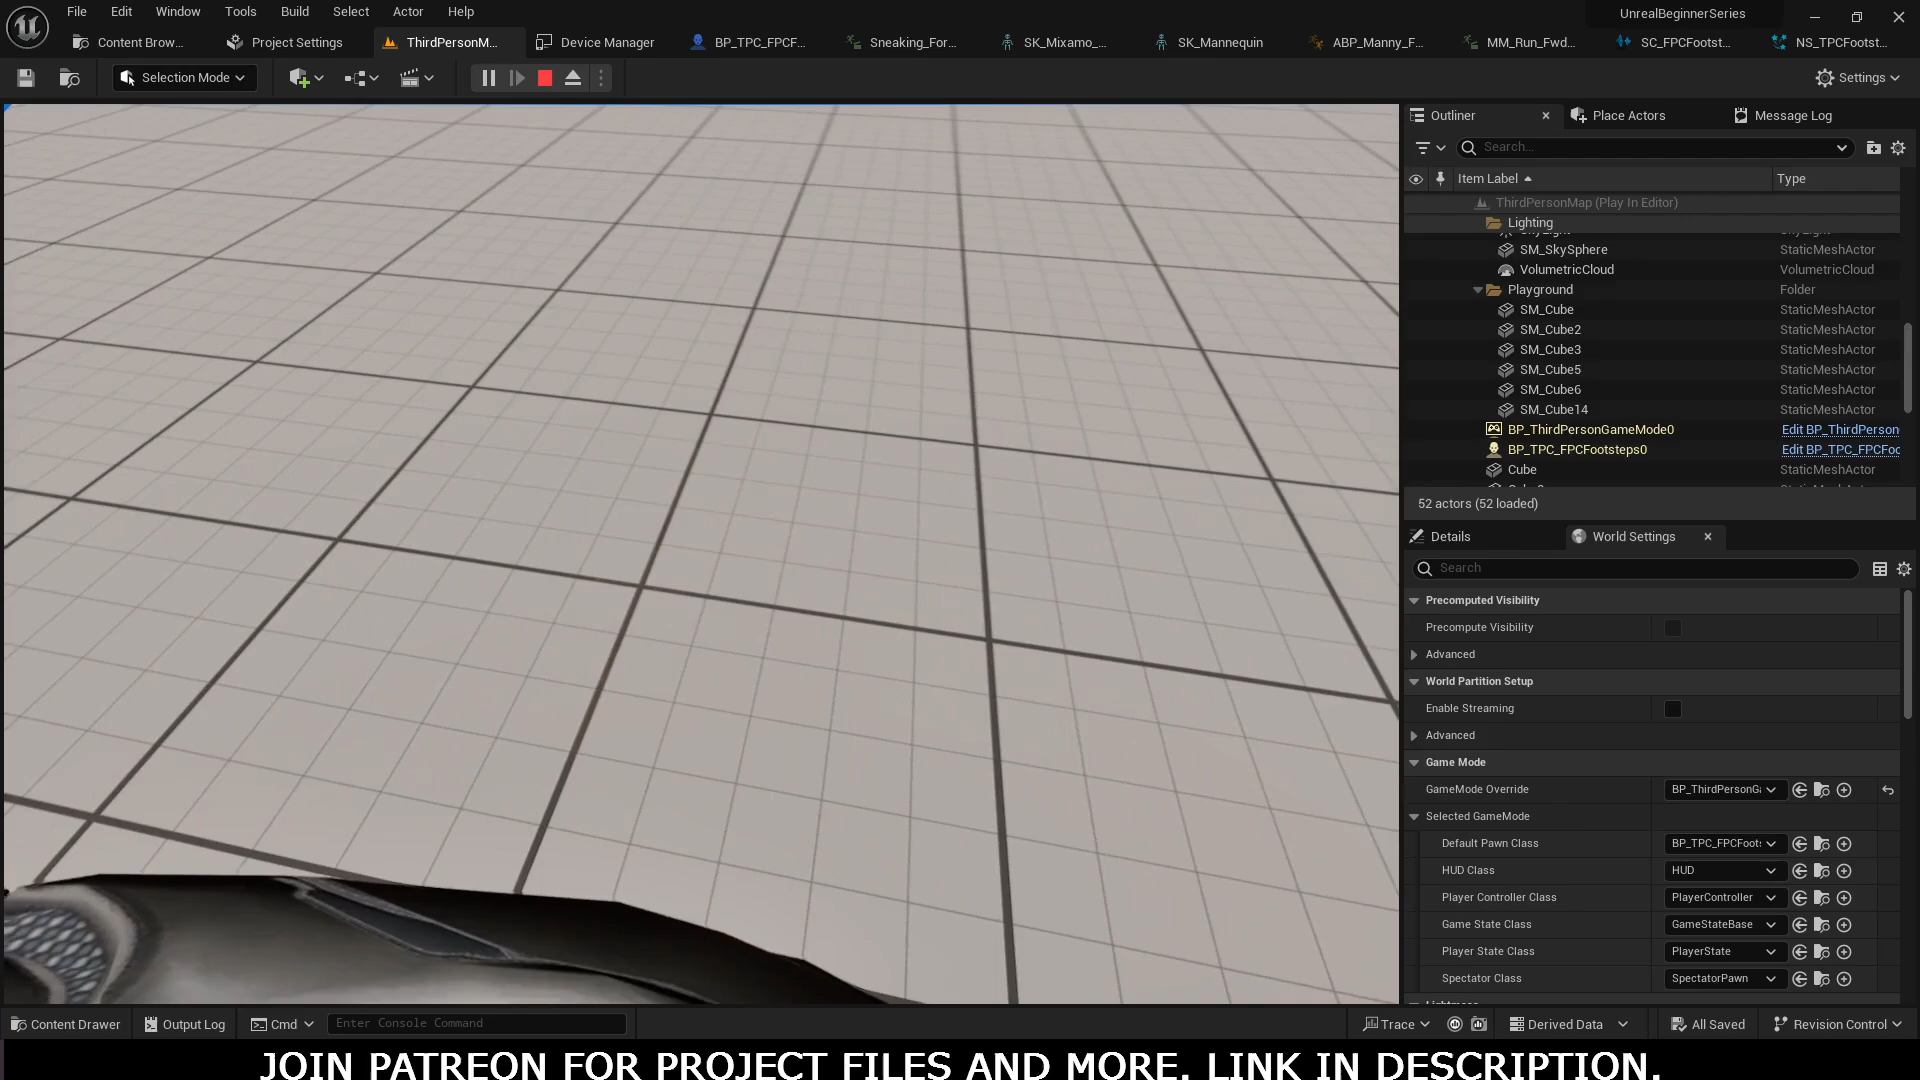 File Edit Window Tools Build Select Actor Help
UnrealBeginnerSeries
Content Brow...
Project Settings
ThirdPersonM...
Device Manager
BP_TPC_FPCF...
Sneaking_For...
SK_Mixamo_...
SK_Mannequin
ABP_Manny_F...
MM_Run_Fwd...
SC_FPCFootst...
NS_TPCFootst...
Selection Mode
Settings
Outliner
Place Actors
Message Log
Search...
Item Label Type
ThirdPersonMap (Play In Editor)
Lighting
SM_SkySphere StaticMeshActor
VolumetricCloud VolumetricCloud
Playground Folder
SM_Cube StaticMeshActor
SM_Cube2 StaticMeshActor
SM_Cube3 StaticMeshActor
SM_Cube5 StaticMeshActor
SM_Cube6 StaticMeshActor
SM_Cube14 StaticMeshActor
BP_ThirdPersonGameMode0 Edit BP_ThirdPerson
BP_TPC_FPCFootsteps0 Edit BP_TPC_FPCFoo
Cube StaticMeshActor
52 actors (52 loaded)
Details
World Settings
Search
Precomputed Visibility
Precompute Visibility
Advanced
World Partition Setup
Enable Streaming
Advanced
Game Mode
GameMode Override BP_ThirdPersonGa
Selected GameMode
Default Pawn Class BP_TPC_FPCFoots
HUD Class HUD
Player Controller Class PlayerController
Game State Class GameStateBase
Player State Class PlayerState
Spectator Class SpectatorPawn
Content Drawer
Output Log
Cmd
Enter Console Command
Trace
Derived Data
All Saved
Revision Control
JOIN PATREON FOR PROJECT FILES AND MORE. LINK IN DESCRIPTION.